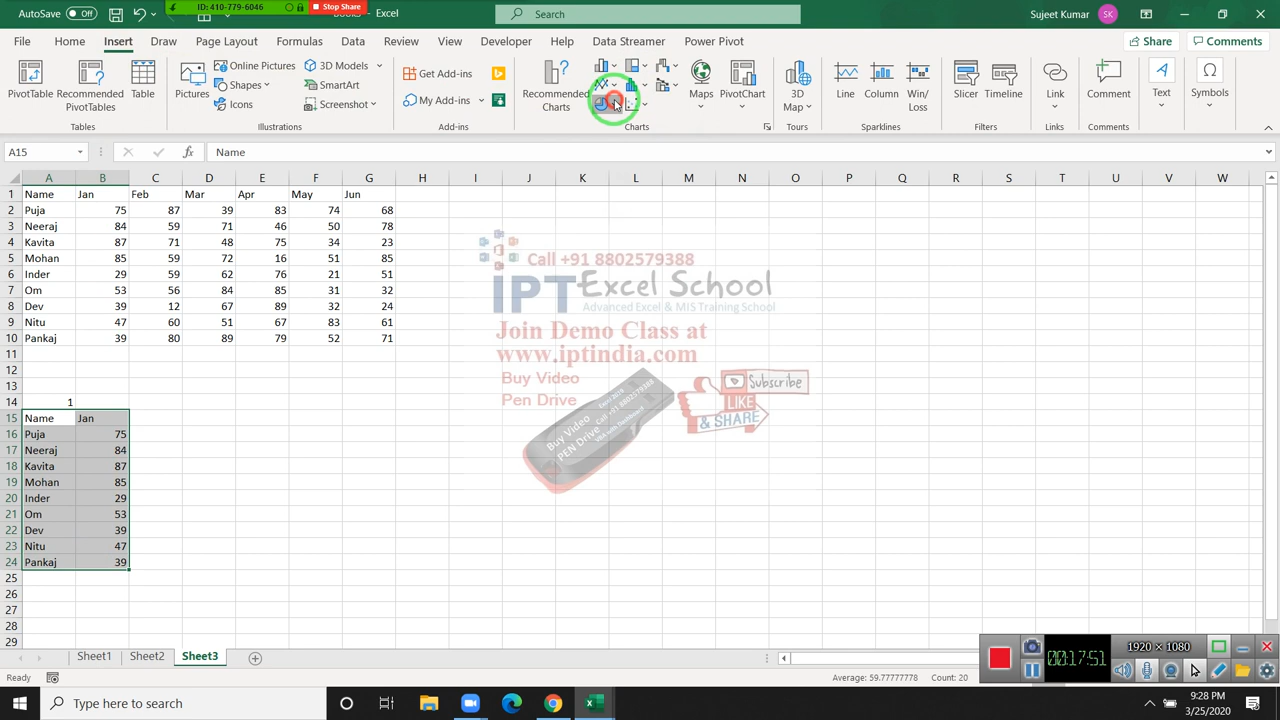 ID: 410-779-6046 Stop Share
AutoSave Off - Excel Search Sujeet Kumar SK
File Home Insert Draw Page Layout Formulas Data Review View Developer Help Data Streamer Power Pivot Share Comments
PivotTable Recommended PivotTables Table Pictures Online Pictures Shapes Icons 3D Models SmartArt Screenshot Get Add-ins My Add-ins Recommended Charts Maps PivotChart 3D Map Line Column Win/Loss Slicer Timeline Link Comment Text Symbols
Tables Illustrations Add-ins Charts Tours Sparklines Filters Links Comments
A15 fx Name
A B C D E F G H I J K L M N O P Q R S T U V W
1 Name Jan Feb Mar Apr May Jun
2 Puja 75 87 39 83 74 68
3 Neeraj 84 59 71 46 50 78
4 Kavita 87 71 48 75 34 23
5 Mohan 85 59 72 16 51 85
6 Inder 29 59 62 76 21 51
7 Om 53 56 84 85 31 32
8 Dev 39 12 67 89 32 24
9 Nitu 47 60 51 67 83 61
10 Pankaj 39 80 89 79 52 71
11
12
13
14 1
15 Name Jan
16 Puja 75
17 Neeraj 84
18 Kavita 87
19 Mohan 85
20 Inder 29
21 Om 53
22 Dev 39
23 Nitu 47
24 Pankaj 39
25
26
27
28
29
Call +91 8802579388
IPT Excel School
Advanced Excel & MIS Training School
Join Demo Class at
www.iptindia.com
Buy Video
Pen Drive
Subscribe
LIKE
& SHARE
Buy Video
PEN Drive
Sheet1 Sheet2 Sheet3
1920 × 1080
00:17:51
Ready Average: 59.77777778 Count: 20
Type here to search
9:28 PM
3/25/2020